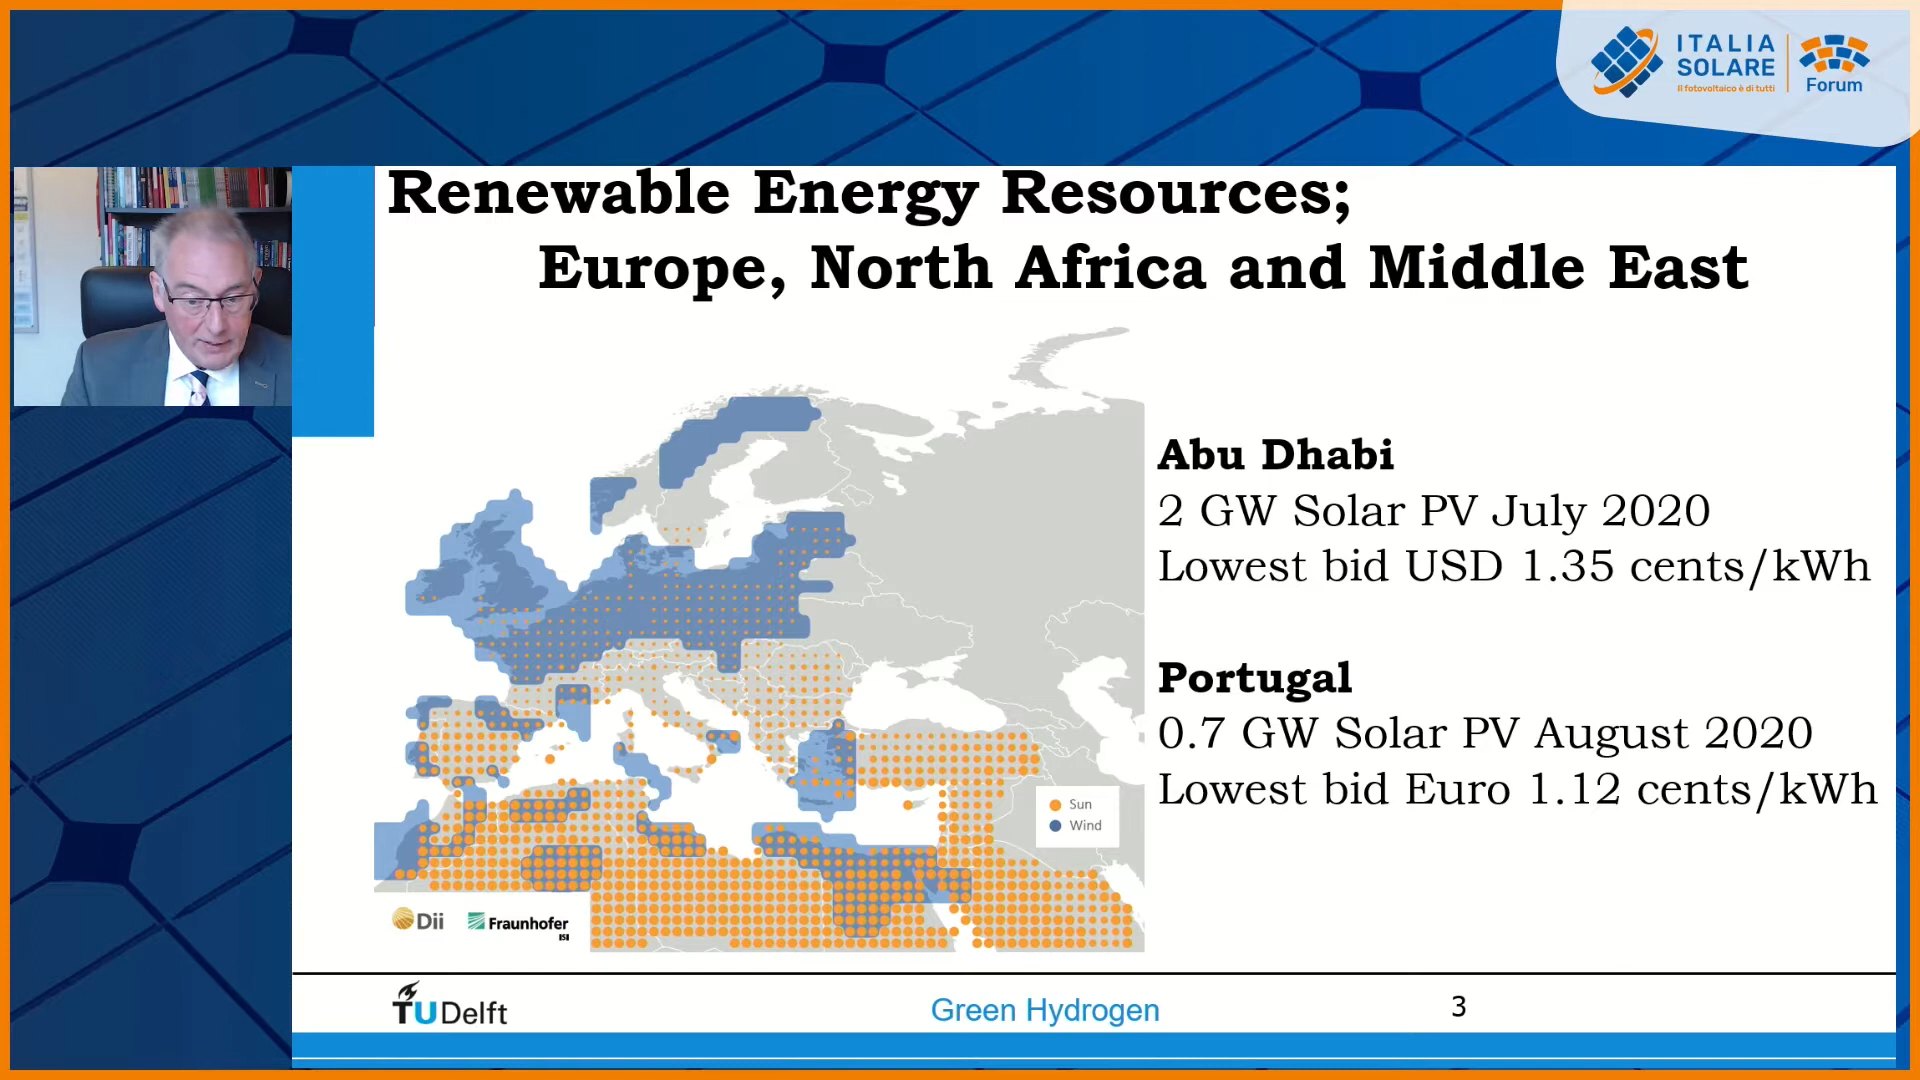 ITALIA
SOLARE
Il fotovoltaico è di tutti
Forum
Renewable Energy Resources;
Europe, North Africa and Middle East
Abu Dhabi
2 GW Solar PV July 2020
Lowest bid USD 1.35 cents/kWh
Portugal
0.7 GW Solar PV August 2020
Lowest bid Euro 1.12 cents/kWh
Sun
Wind
Dii
Fraunhofer
ISI
TU Delft
Green Hydrogen
3